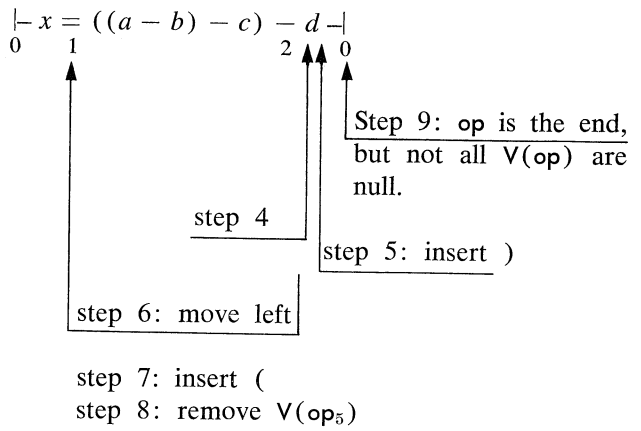 ⊢ x = ((a − b) − c) − d ⊣
0 1 2 0
Step 9: op is the end,
but not all V(op) are
null.
step 4
step 5: insert )
step 6: move left
step 7: insert (
step 8: remove V(op₅)